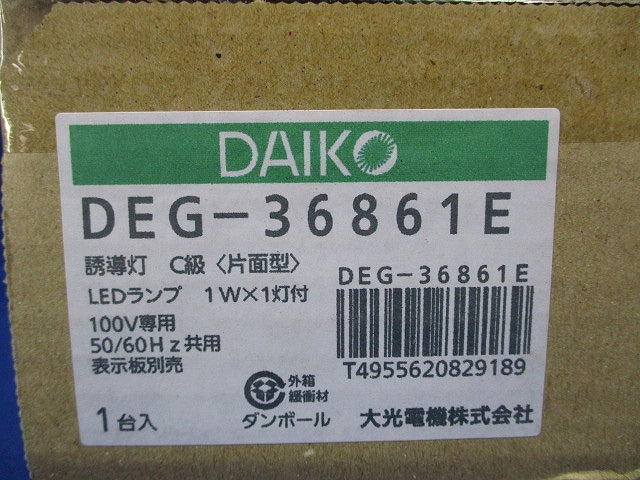 DAIKO
DEG-36861E
誘導灯 C級〈片面型〉
LEDランプ 1W×1灯付
100V専用
50/60Hz共用
表示板別売
1台入
DEG-36861E
T4955620829189
外箱
緩衝材
ダンボール
大光電機株式会社